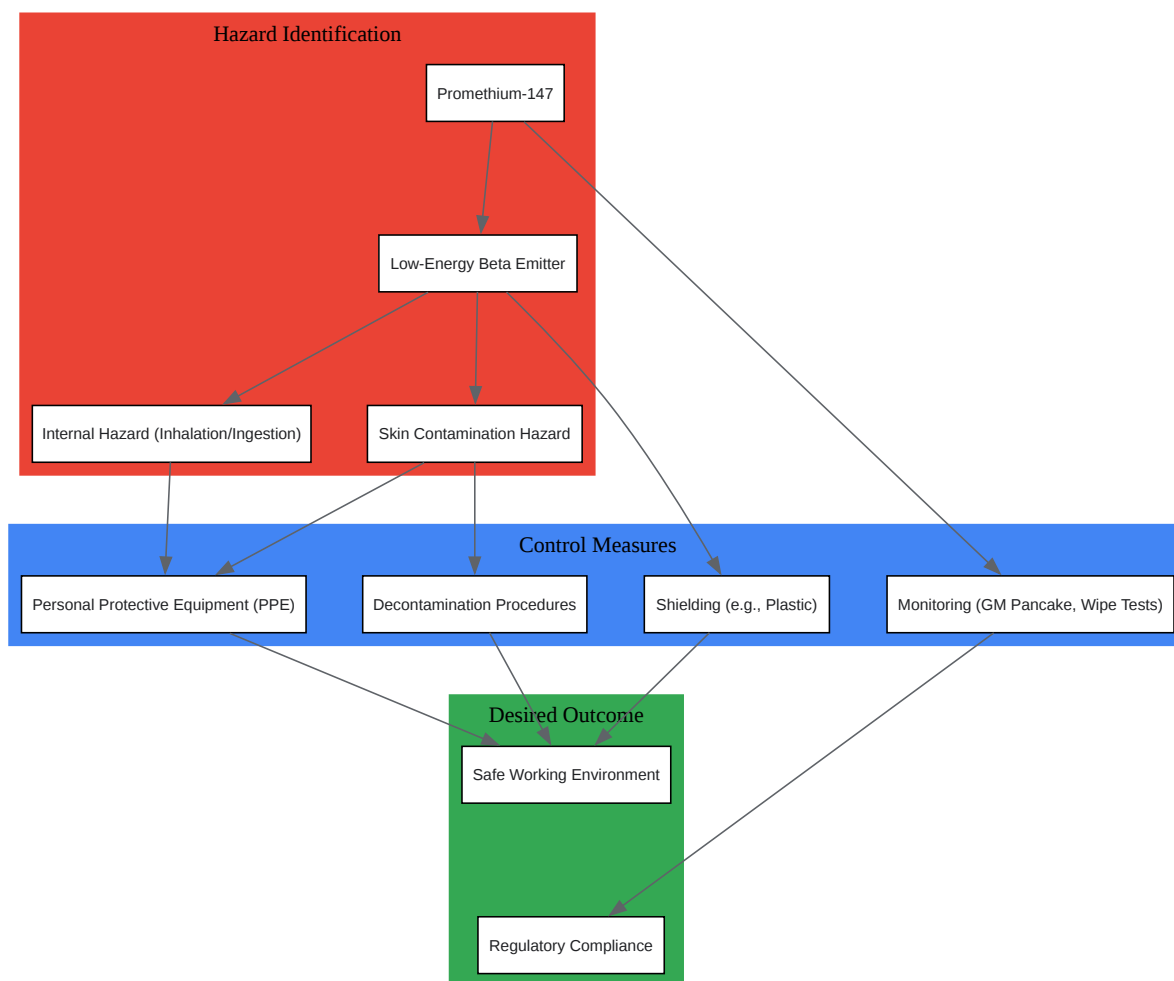 Hazard Identification
Promethium-147
Low-Energy Beta Emitter
Internal Hazard (Inhalation/Ingestion)
Skin Contamination Hazard
Control Measures
Personal Protective Equipment (PPE)
Decontamination Procedures
Shielding (e.g., Plastic)
Monitoring (GM Pancake, Wipe Tests)
Desired Outcome
Safe Working Environment
Regulatory Compliance